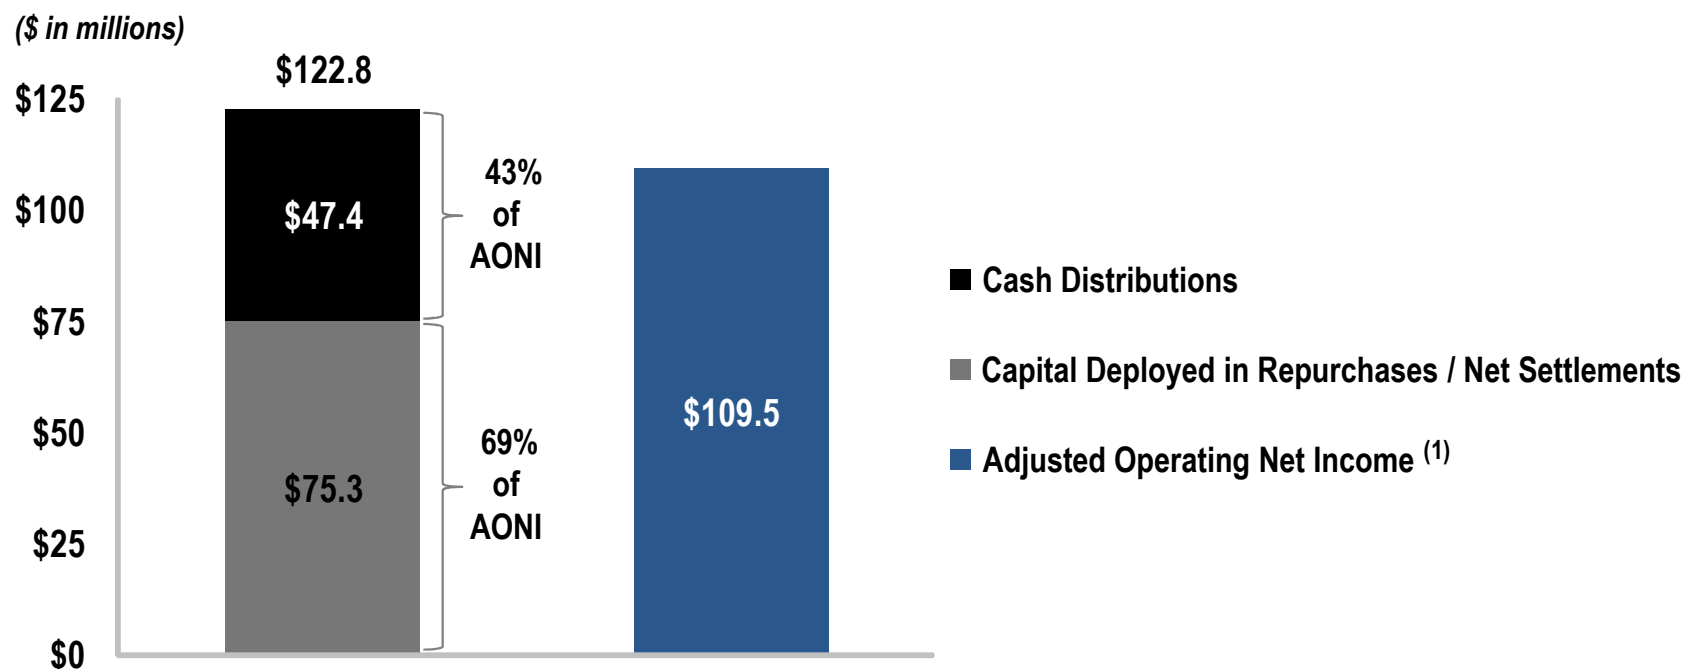 ($ in millions)
$122.8
$125
$100
$75
$50
$25
$0
$47.4
$75.3
43%
of
AONI
69%
of
AONI
$109.5
Cash Distributions
Capital Deployed in Repurchases / Net Settlements
Adjusted Operating Net Income (1)